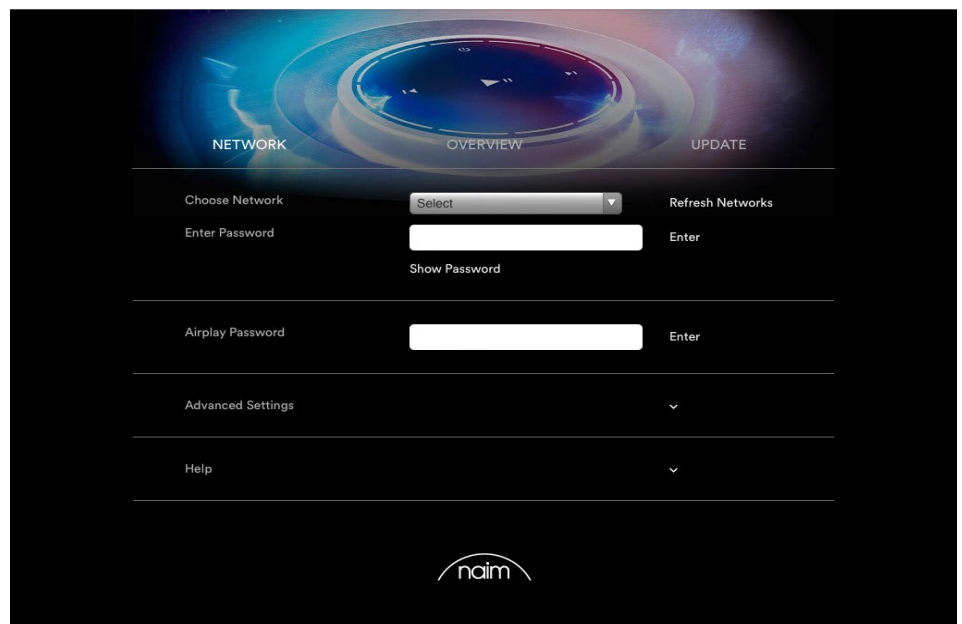 NETWORK OVERVIEW UPDATE
Choose Network Select Refresh Networks
Enter Password Enter
Show Password
Airplay Password Enter
Advanced Settings
Help
naim